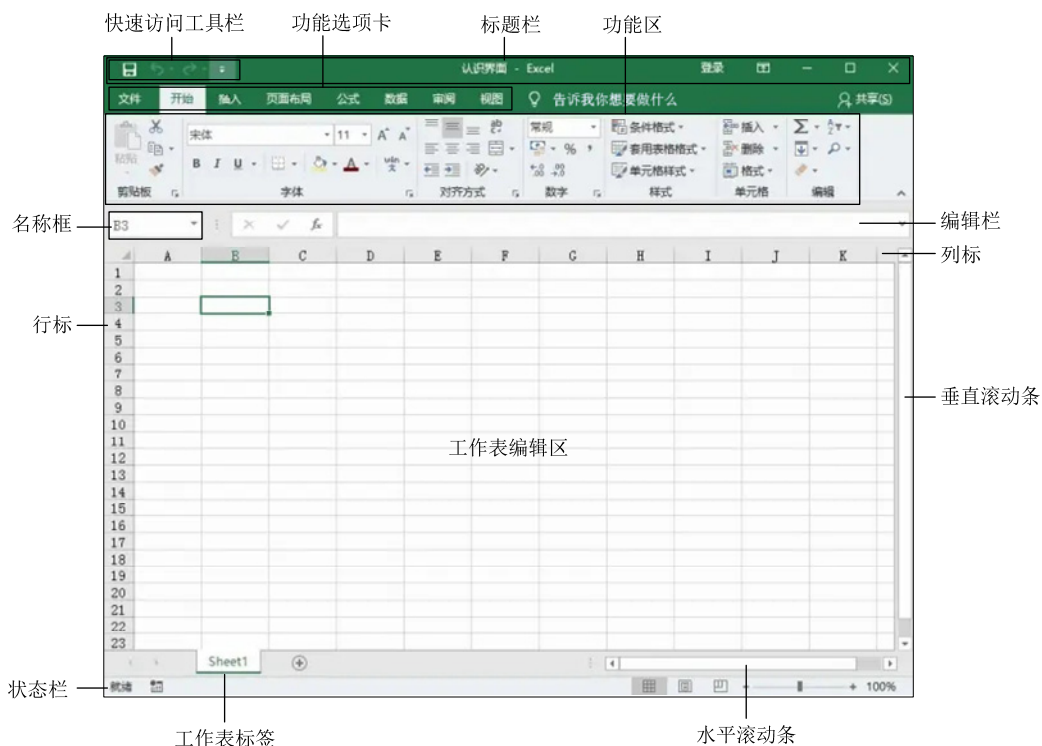 快速访问工具栏 功能选项卡 标题栏 功能区
认识界面 - Excel 登录
文件 开始 插入 页面布局 公式 数据 审阅 视图 告诉我你想要做什么 共享(S)
宋体 11 A A 常规 条件格式 插入
粘贴 B I U A wén 文 % 套用表格格式 删除
单元格样式 格式
剪贴板 字体 对齐方式 数字 样式 单元格 编辑
名称框 B3 fx 编辑栏
A B C D E F G H I J K 列标
1
2
3
行标 4
5
6
7
8
垂直滚动条
9
10
11
工作表编辑区
12
13
14
15
16
17
18
19
20
21
22
23
Sheet1
状态栏 就绪 100%
工作表标签 水平滚动条